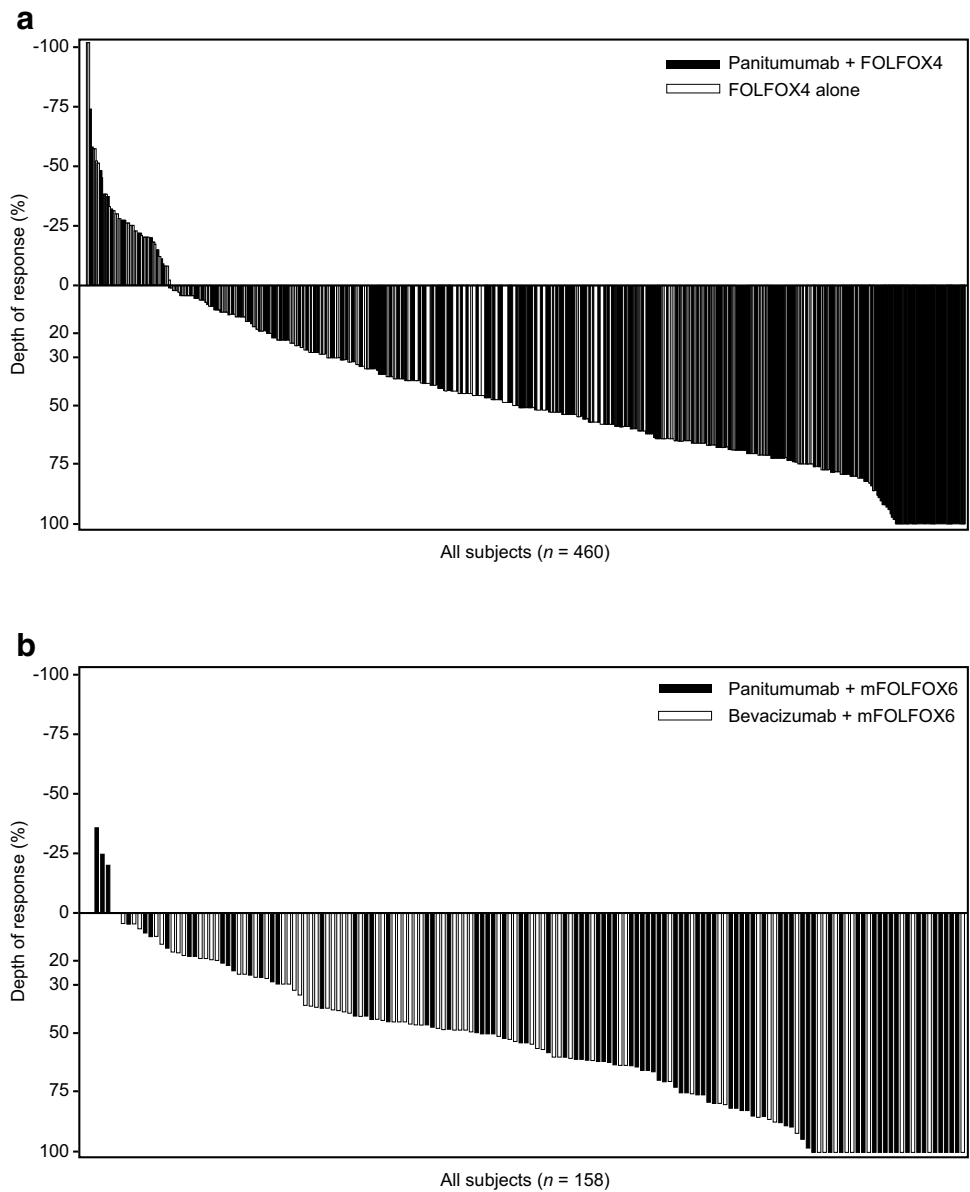 a
-100
-75
-50
-25
0
20
30
50
75
100
Depth of response (%)
Panitumumab + FOLFOX4
FOLFOX4 alone
All subjects (n = 460)
b
-100
-75
-50
-25
0
20
30
50
75
100
Depth of response (%)
Panitumumab + mFOLFOX6
Bevacizumab + mFOLFOX6
All subjects (n = 158)